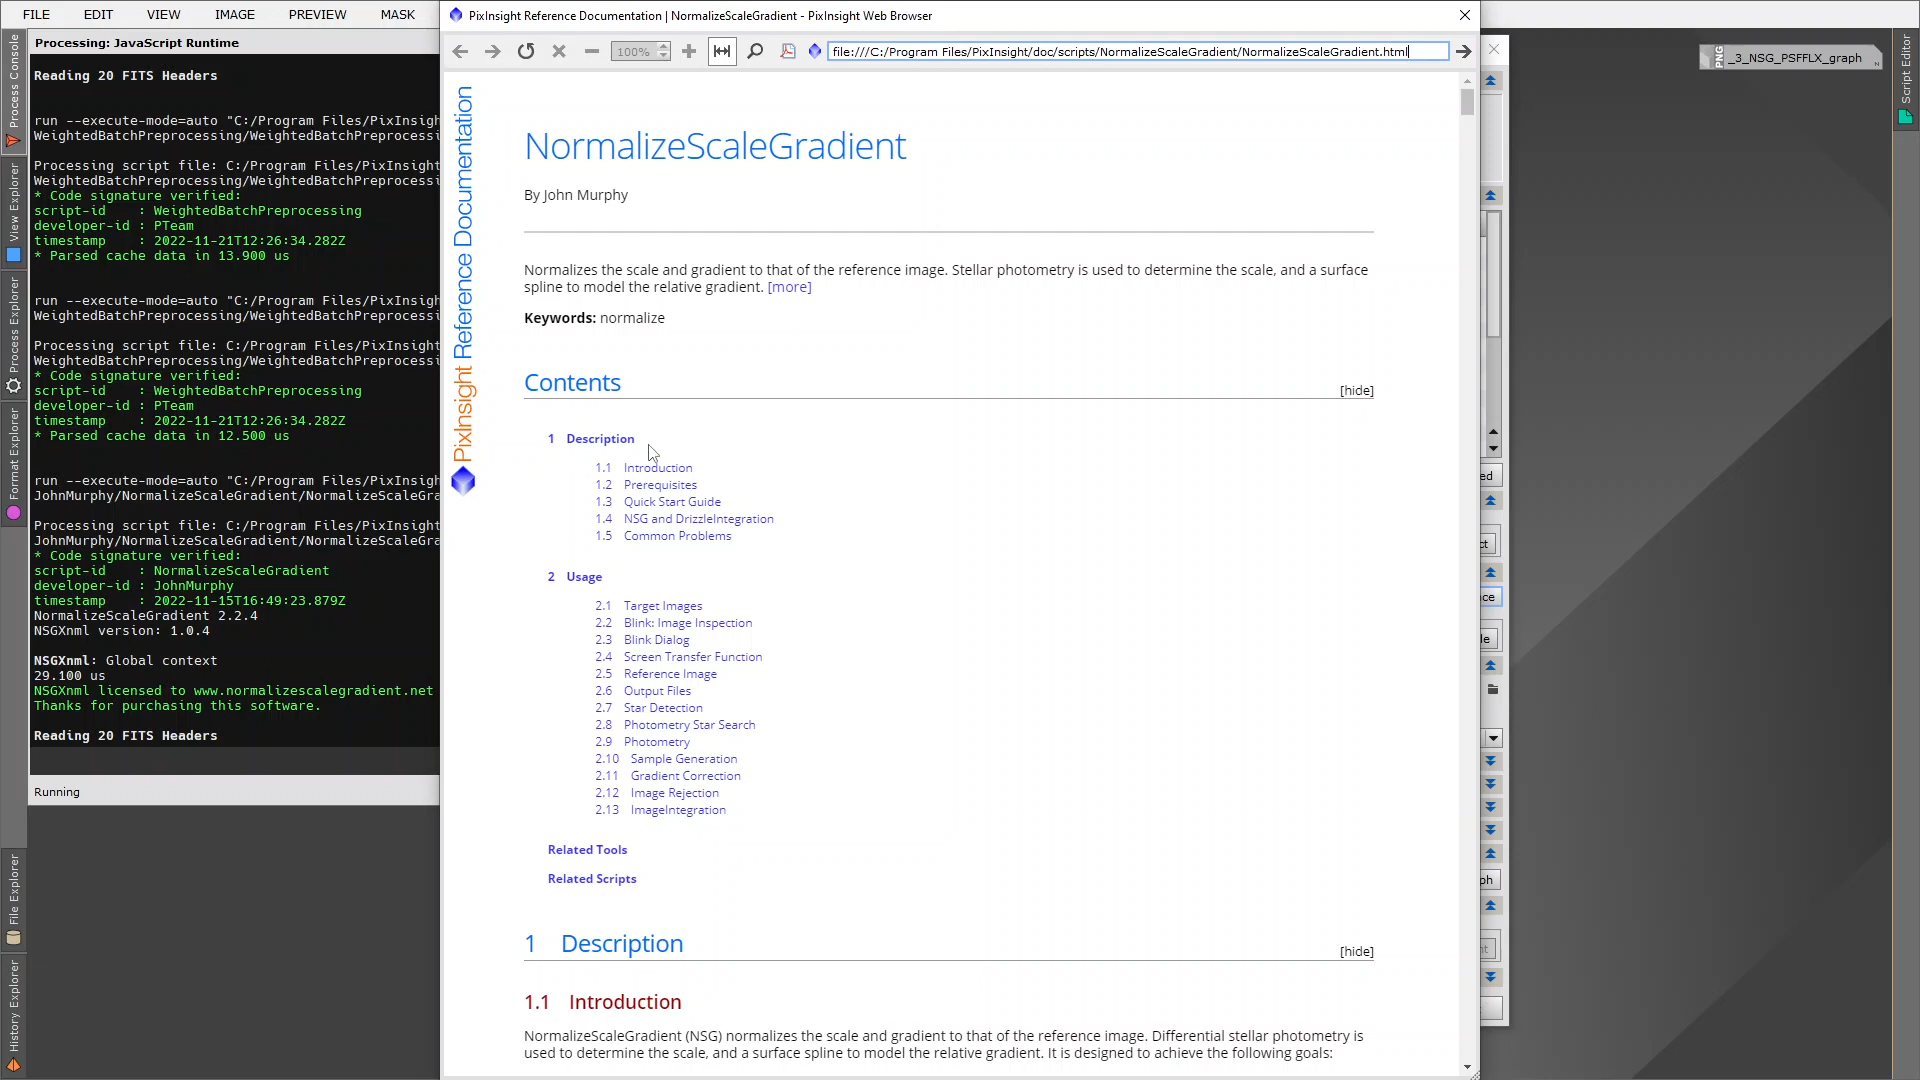 FILE EDIT VIEW IMAGE PREVIEW MASK
PixInsight Reference Documentation | NormalizeScaleGradient - PixInsight Web Browser
Processing: JavaScript Runtime
100%
file:///C:/Program Files/PixInsight/doc/scripts/NormalizeScaleGradient/NormalizeScaleGradient.html
PNG
_3_NSG_PSFFLX_graph
N
Process Console
View Explorer
Process Explorer
Format Explorer
File Explorer
History Explorer
Script Editor
Reading 20 FITS Headers
run --execute-mode=auto "C:/Program Files/PixInsight
WeightedBatchPreprocessing/WeightedBatchPreprocessi
Processing script file: C:/Program Files/PixInsight
WeightedBatchPreprocessing/WeightedBatchPreprocessi
* Code signature verified:
script-id : WeightedBatchPreprocessing
developer-id : PTeam
timestamp : 2022-11-21T12:26:34.282Z
* Parsed cache data in 13.900 us
run --execute-mode=auto "C:/Program Files/PixInsight
WeightedBatchPreprocessing/WeightedBatchPreprocessi
Processing script file: C:/Program Files/PixInsight
WeightedBatchPreprocessing/WeightedBatchPreprocessi
* Code signature verified:
script-id : WeightedBatchPreprocessing
developer-id : PTeam
timestamp : 2022-11-21T12:26:34.282Z
* Parsed cache data in 12.500 us
run --execute-mode=auto "C:/Program Files/PixInsight
JohnMurphy/NormalizeScaleGradient/NormalizeScaleGra
Processing script file: C:/Program Files/PixInsight
JohnMurphy/NormalizeScaleGradient/NormalizeScaleGra
* Code signature verified:
script-id : NormalizeScaleGradient
developer-id : JohnMurphy
timestamp : 2022-11-15T16:49:23.879Z
NormalizeScaleGradient 2.2.4
NSGXnml version: 1.0.4
NSGXnml: Global context
29.100 us
NSGXnml licensed to www.normalizescalegradient.net
Thanks for purchasing this software.
Reading 20 FITS Headers
Running
PixInsight Reference Documentation
NormalizeScaleGradient
By John Murphy
Normalizes the scale and gradient to that of the reference image. Stellar photometry is used to determine the scale, and a surface
spline to model the relative gradient. [more]
Keywords: normalize
Contents
[hide]
1 Description
1.1 Introduction
1.2 Prerequisites
1.3 Quick Start Guide
1.4 NSG and DrizzleIntegration
1.5 Common Problems
2 Usage
2.1 Target Images
2.2 Blink: Image Inspection
2.3 Blink Dialog
2.4 Screen Transfer Function
2.5 Reference Image
2.6 Output Files
2.7 Star Detection
2.8 Photometry Star Search
2.9 Photometry
2.10 Sample Generation
2.11 Gradient Correction
2.12 Image Rejection
2.13 ImageIntegration
Related Tools
Related Scripts
1 Description
[hide]
1.1 Introduction
NormalizeScaleGradient (NSG) normalizes the scale and gradient to that of the reference image. Differential stellar photometry is
used to determine the scale, and a surface spline to model the relative gradient. It is designed to achieve the following goals:
ed
ct
ce
le
ph